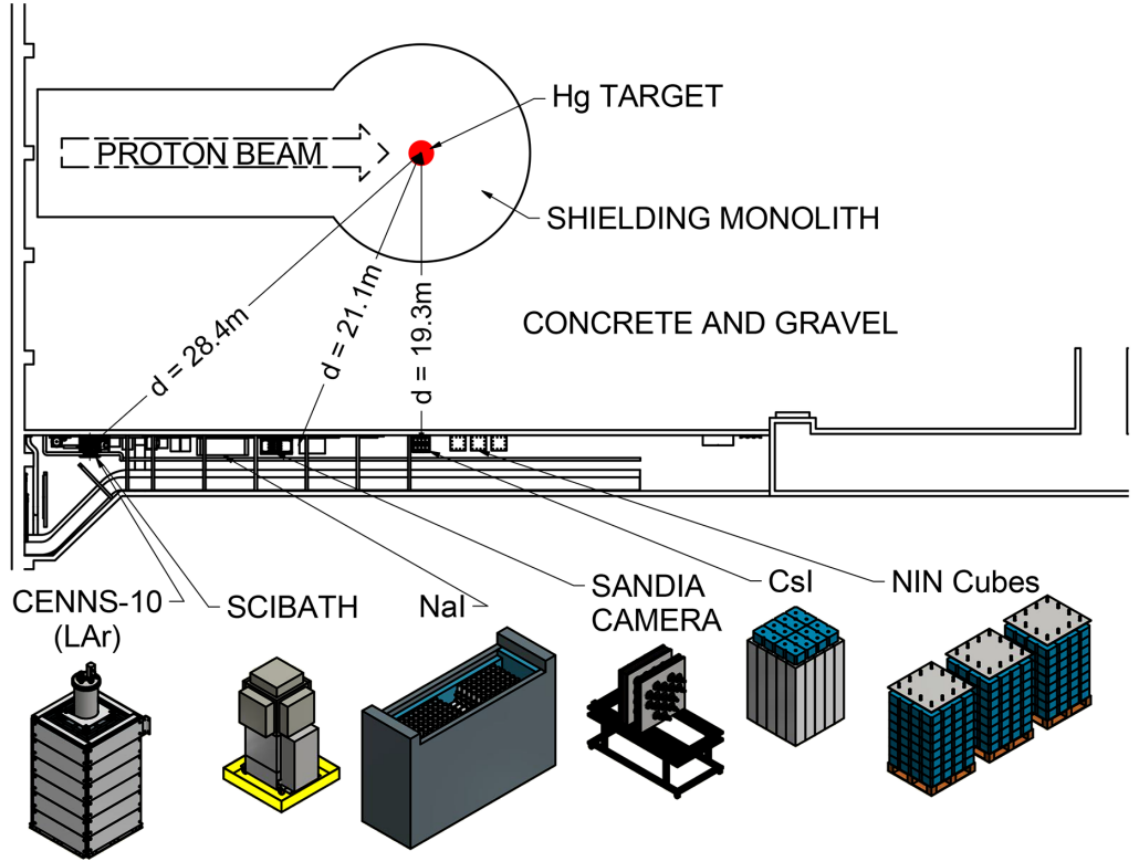 Hg TARGET
PROTON BEAM
SHIELDING MONOLITH
d = 28.4m
d = 21.1m
d = 19.3m
CONCRETE AND GRAVEL
CENNS-10
(LAr)
SCIBATH
NaI
SANDIA
CAMERA
CsI
NIN Cubes